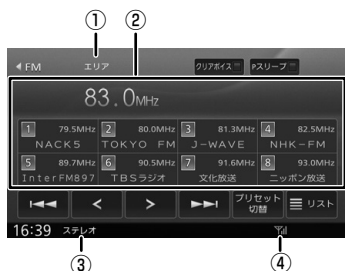 ① ②
FM エリア クリアボイス Pスリープ
83.0MHz
1 79.5MHz 2 80.0MHz 3 81.3MHz 4 82.5MHz
NACK5 TOKYO FM J-WAVE NHK-FM
5 89.7MHz 6 90.5MHz 7 91.6MHz 8 93.0MHz
InterFM897 TBSラジオ 文化放送 ニッポン放送
プリセット
切替 リスト
16:39 ステレオ
③ ④